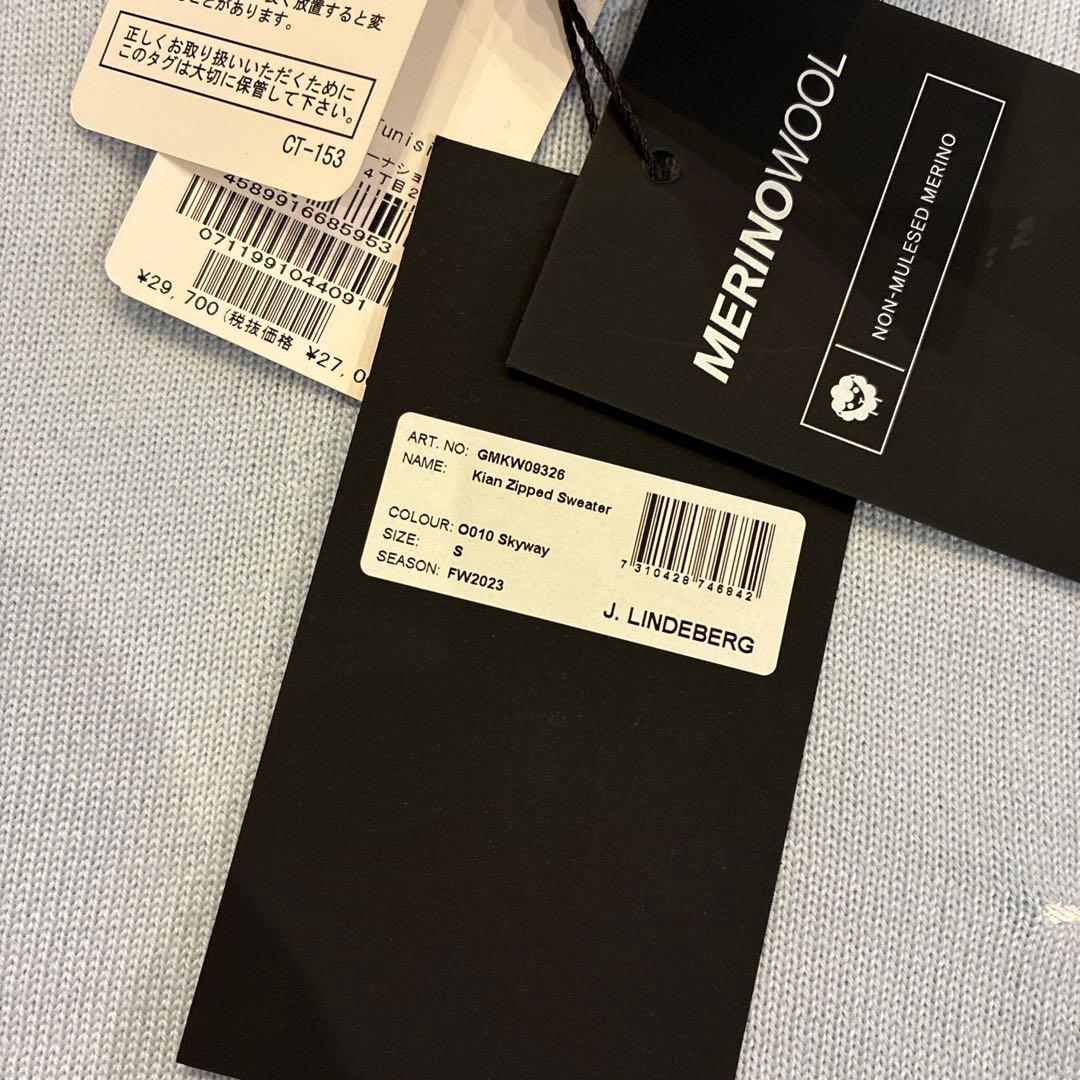 放置すると変
ことがあります。
正しくお取り扱いいただくために
このタグは大切に保管して下さい。
CT-153
Tunisi
ーナショ
4丁目2
4589916685953
0711991044091
¥29,700(税抜価格 ¥27,0
MERINOWOOL
NON-MULESED MERINO
ART. NO: GMKW09326
NAME: Kian Zipped Sweater
COLOUR: O010 Skyway
SIZE: S
SEASON: FW2023
7 310428 746842
J. LINDEBERG